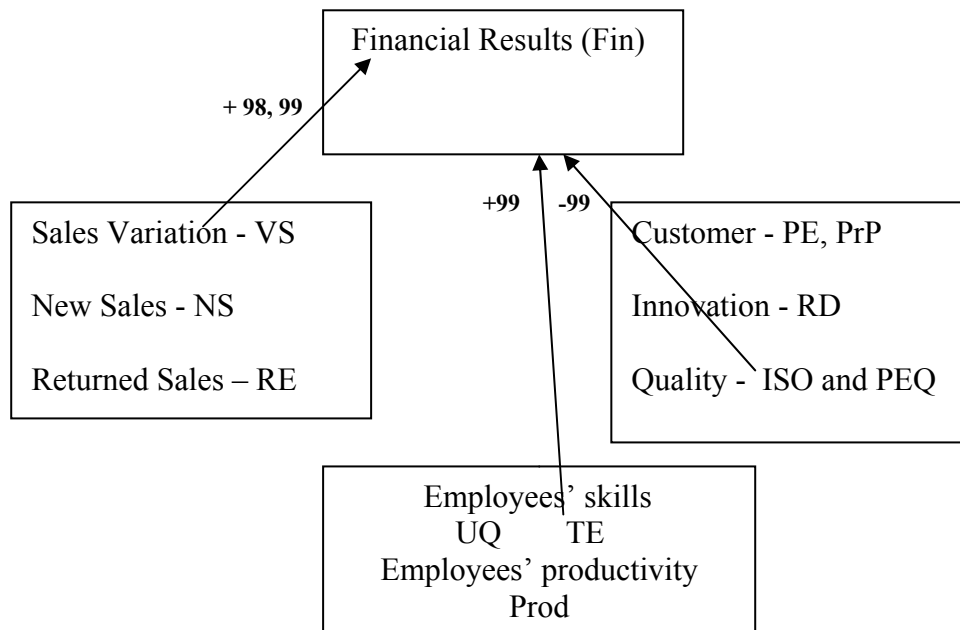 Financial Results (Fin)
+ 98, 99
+99 -99
Sales Variation - VS
New Sales - NS
Returned Sales – RE
Customer - PE, PrP
Innovation - RD
Quality - ISO and PEQ
Employees’ skills
UQ TE
Employees’ productivity
Prod